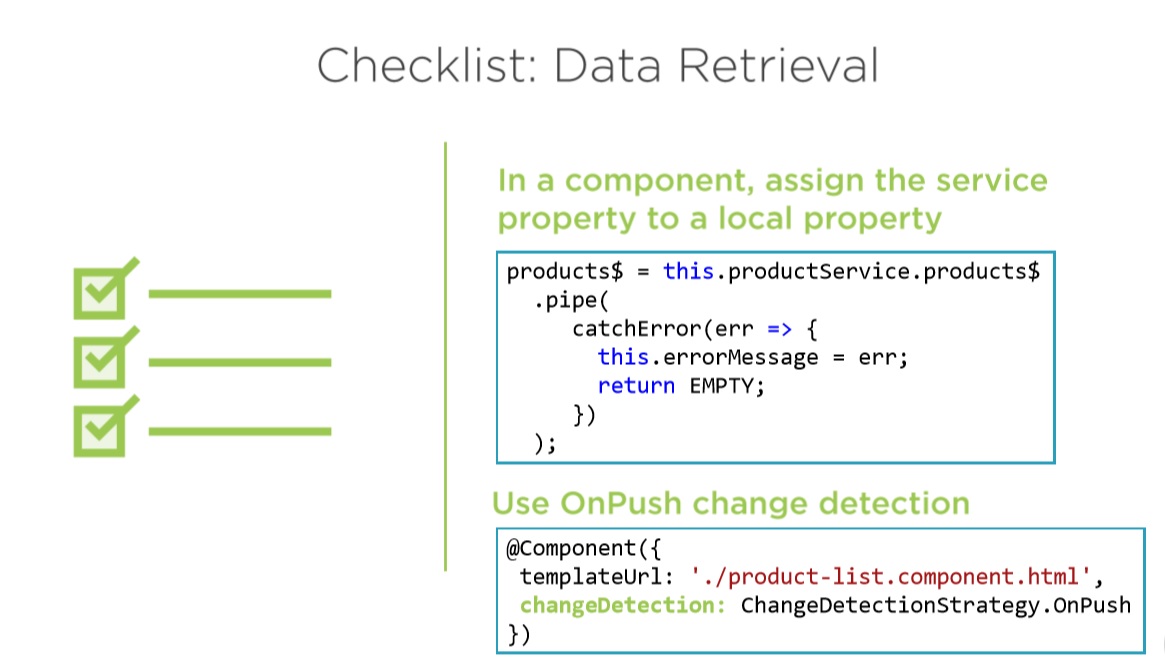 Checklist: Data Retrieval
In a component, assign the service
property to a local property
products$ = this.productService.products$
.pipe(
catchError(err => {
this.errorMessage = err;
return EMPTY;
})
);
Use OnPush change detection
@Component({
templateUrl: './product-list.component.html',
changeDetection: ChangeDetectionStrategy.OnPush
})